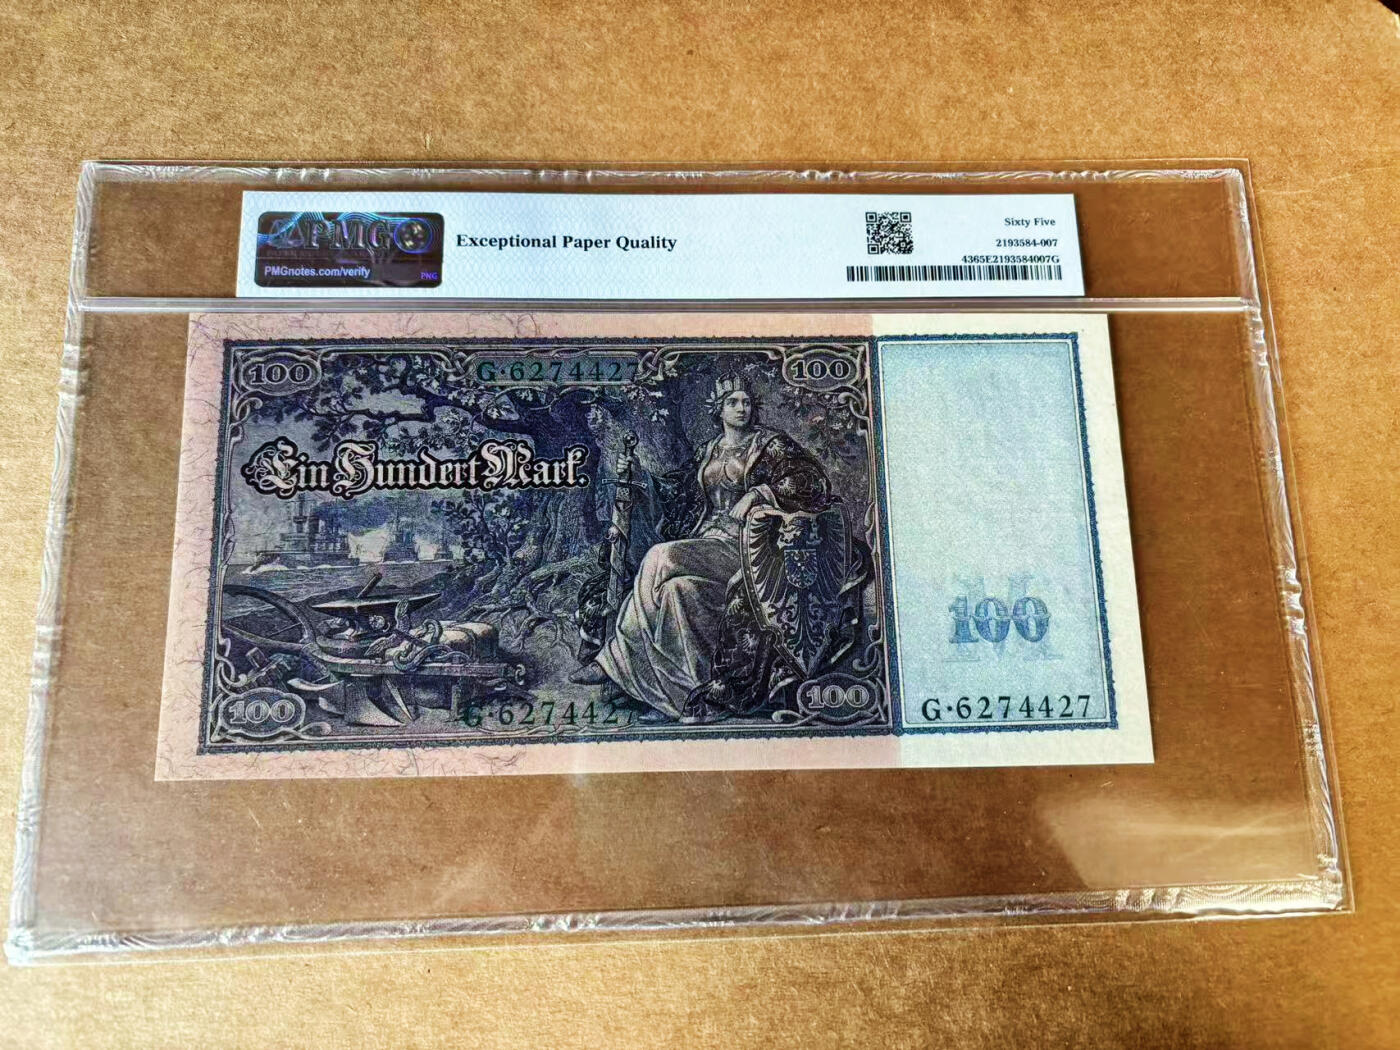 PMG
PMGnotes.com/verify
PNG
Exceptional Paper Quality
Sixty Five
2193584-007
4365E2193584007G
100
G·6274427
100
Ein Hundert Mark.
100
M
100
G·6274427
100
G·6274427